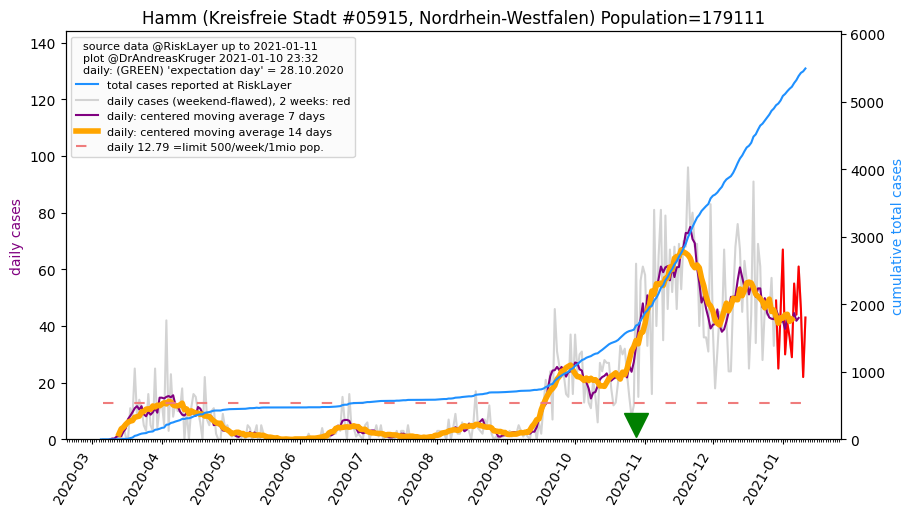 Hamm (Kreisfreie Stadt #05915, Nordrhein-Westfalen) Population=179111
source data @RiskLayer up to 2021-01-11
plot @DrAndreasKruger 2021-01-10 23:32
daily: (GREEN) 'expectation day' = 28.10.2020
total cases reported at RiskLayer
daily cases (weekend-flawed), 2 weeks: red
daily: centered moving average 7 days
daily: centered moving average 14 days
daily 12.79 =limit 500/week/1mio pop.
daily cases
140
120
100
80
60
40
20
0
cumulative total cases
6000
5000
4000
3000
2000
1000
0
2020-03
2020-04
2020-05
2020-06
2020-07
2020-08
2020-09
2020-10
2020-11
2020-12
2021-01